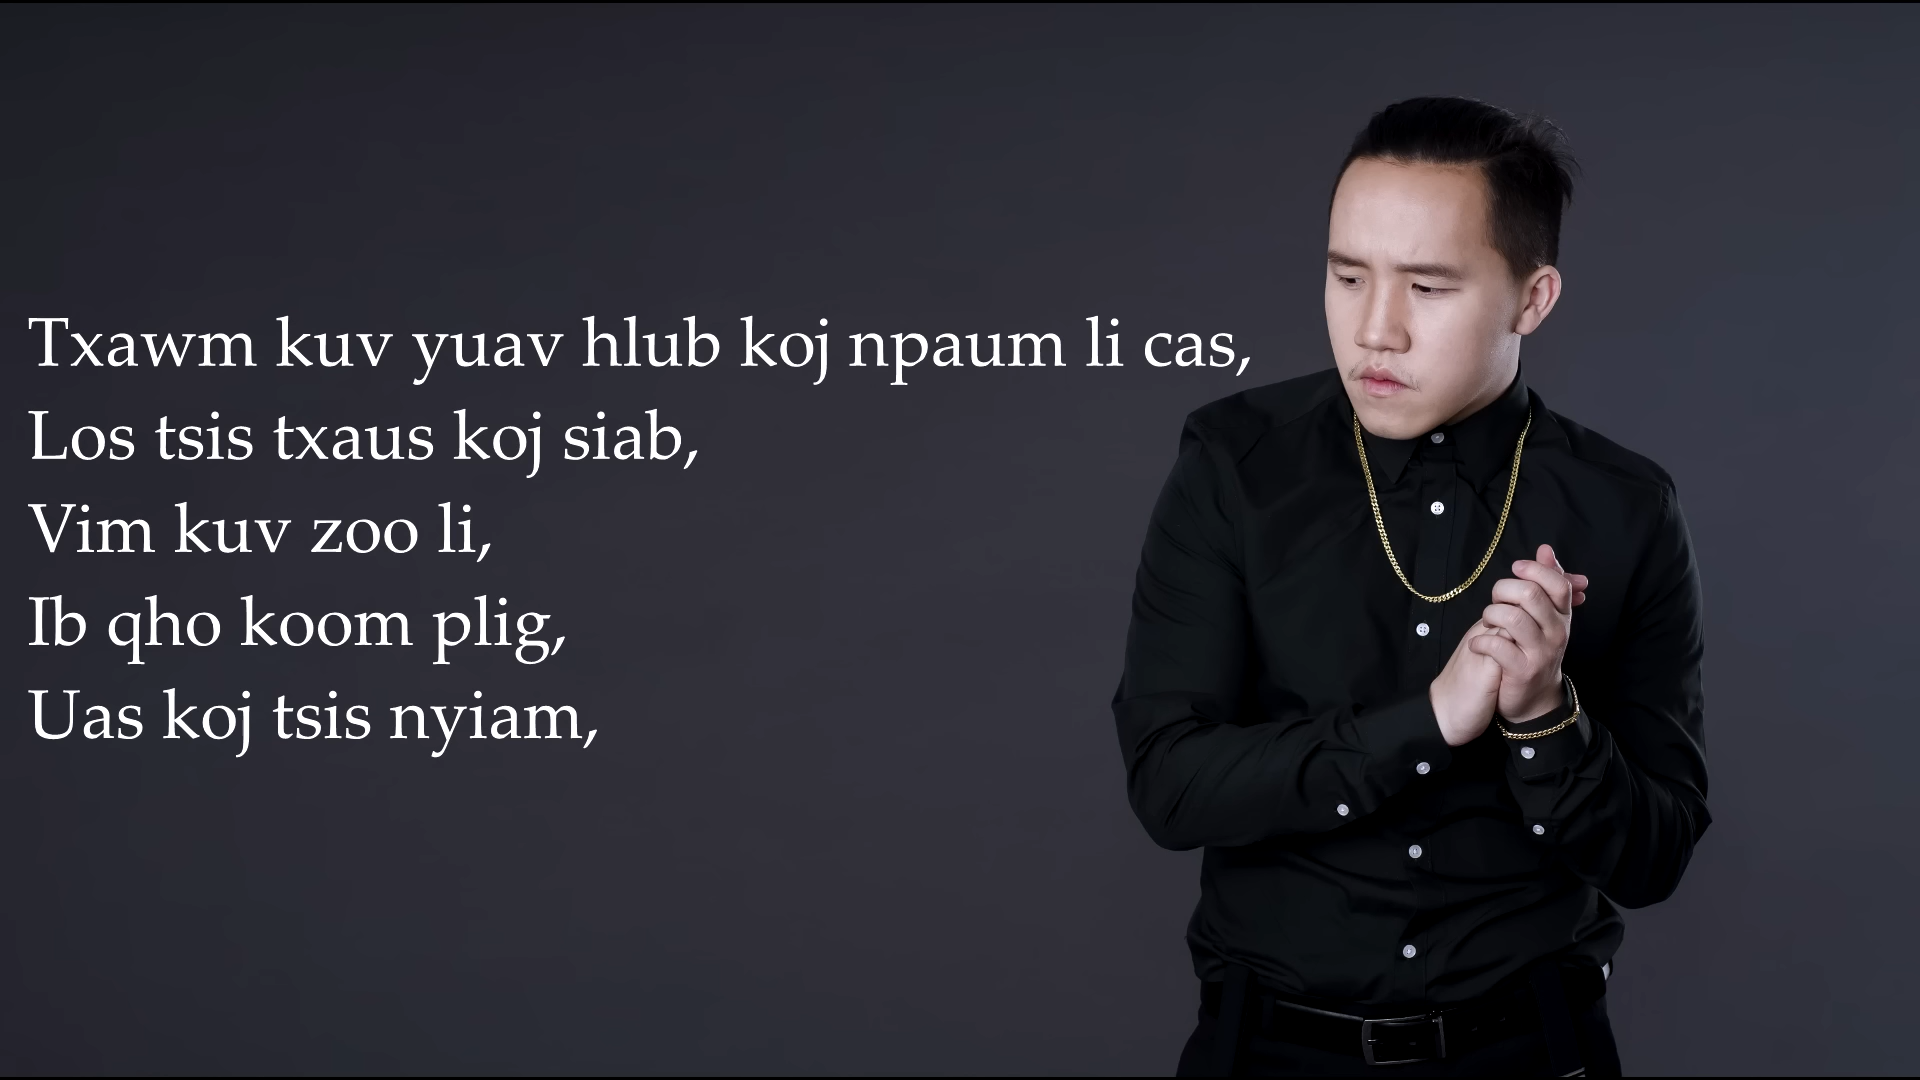 Txawm kuv yuav hlub koj npaum li cas,
Los tsis txaus koj siab,
Vim kuv zoo li,
Ib qho koom plig,
Uas koj tsis nyiam,